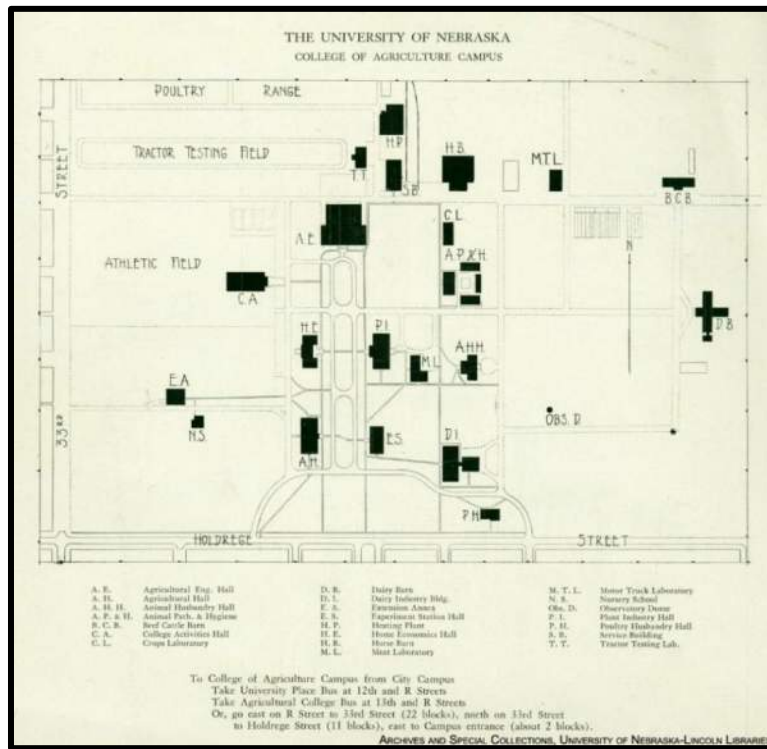 THE UNIVERSITY OF NEBRASKA
COLLEGE OF AGRICULTURE CAMPUS
POULTRY RANGE
H.P.
TRACTOR TESTING FIELD
T.T.
S.B.
H.B.
M.T.L.
B.C.B.
STREET
A.E.
C.L.
A.P.&H.
N
ATHLETIC FIELD
C.A.
D.B.
H.E.
P.I.
M.L.
A.H.H.
E.A.
N.S.
OBS. D.
33RD
A.H.
E.S.
D.I.
P.H.
HOLDREGE STREET
A. E. Agricultural Eng. Hall
A. H. Agricultural Hall
A. H. H. Animal Husbandry Hall
A. P. & H. Animal Path. & Hygiene
B. C. B. Beef Cattle Barn
C. A. College Activities Hall
C. L. Crops Laboratory
D. B. Dairy Barn
D. I. Dairy Industry Bldg.
E. A. Extension Annex
E. S. Experiment Station Hall
H. P. Heating Plant
H. E. Home Economics Hall
H. B. Horse Barn
M. L. Meat Laboratory
M. T. L. Motor Truck Laboratory
N. S. Nursery School
Obs. D. Observatory Dome
P. I. Plant Industry Hall
P. H. Poultry Husbandry Hall
S. B. Service Building
T. T. Tractor Testing Lab.
To College of Agriculture Campus from City Campus
Take University Place Bus at 12th and R Streets
Take Agricultural College Bus at 13th and R Streets
Or, go east on R Street to 33rd Street (22 blocks), north on 33rd Street
to Holdrege Street (11 blocks), east to Campus entrance (about 2 blocks).
ARCHIVES AND SPECIAL COLLECTIONS, UNIVERSITY OF NEBRASKA-LINCOLN LIBRARIES